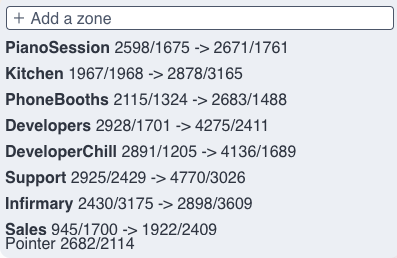 + Add a zone
PianoSession 2598/1675 -> 2671/1761
Kitchen 1967/1968 -> 2878/3165
PhoneBooths 2115/1324 -> 2683/1488
Developers 2928/1701 -> 4275/2411
DeveloperChill 2891/1205 -> 4136/1689
Support 2925/2429 -> 4770/3026
Infirmary 2430/3175 -> 2898/3609
Sales 945/1700 -> 1922/2409
Pointer 2682/2114